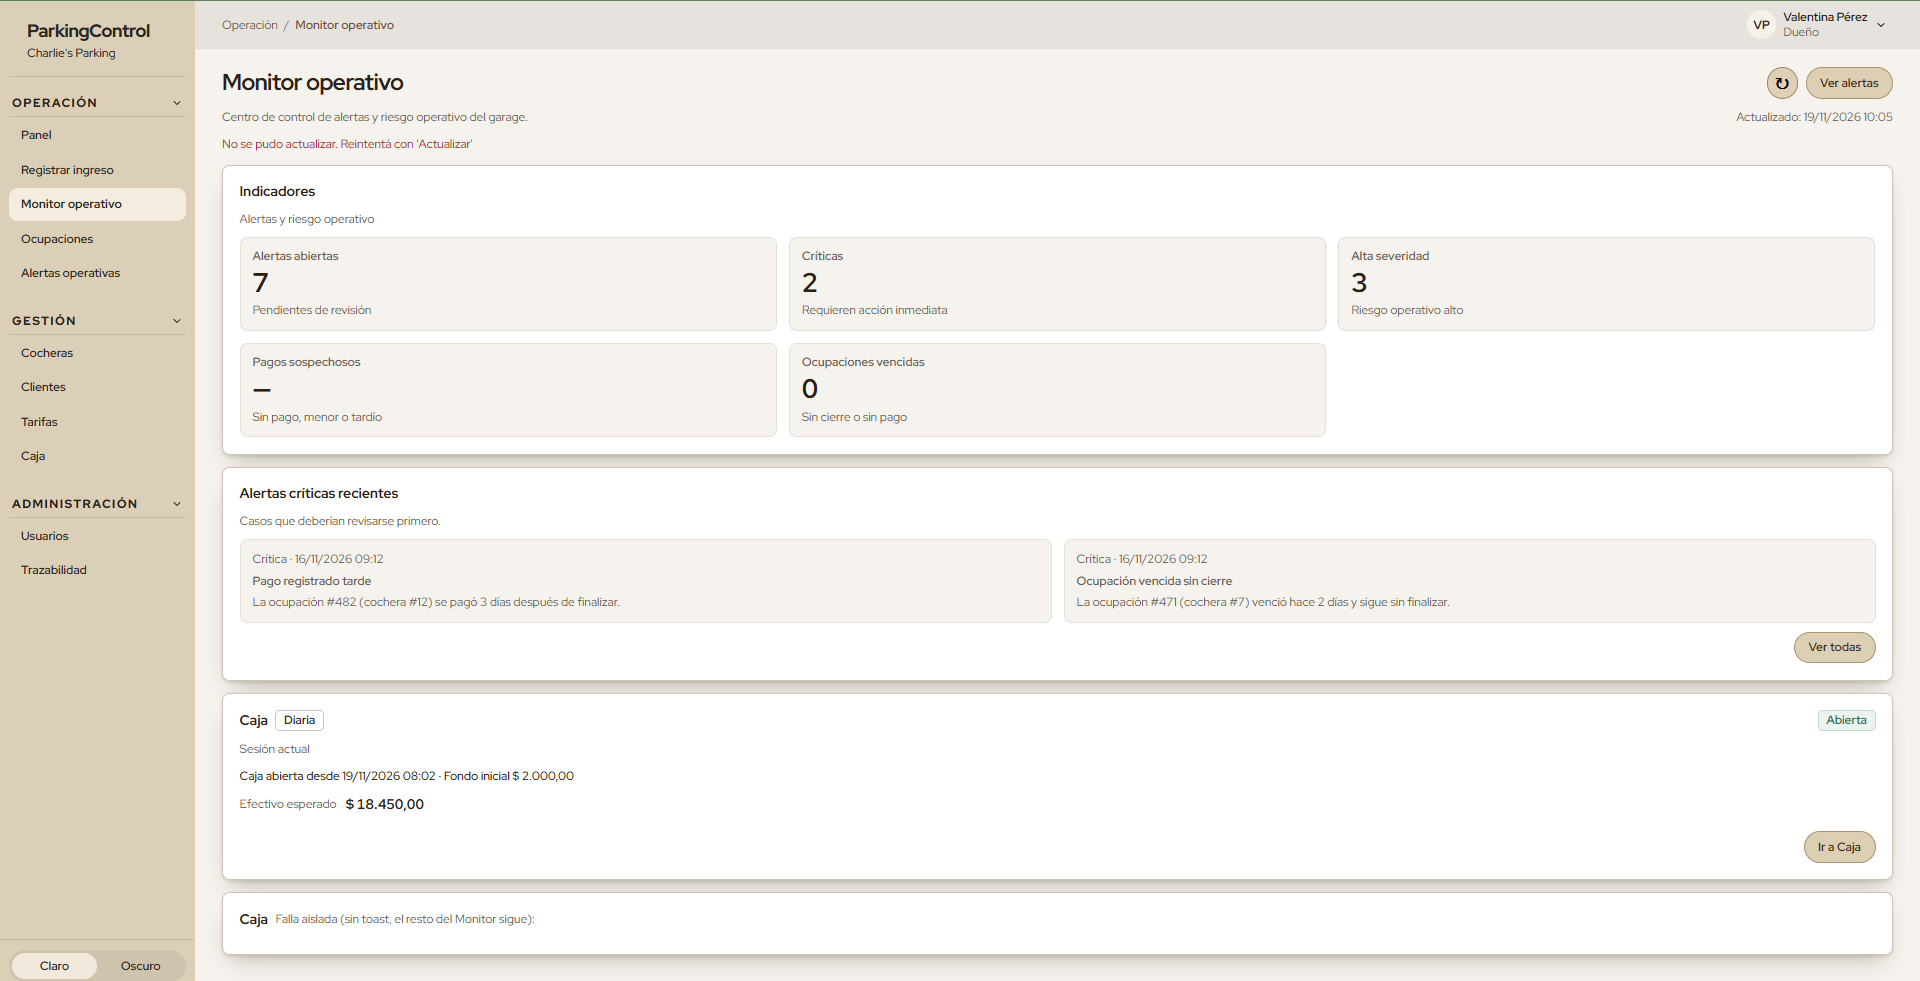 ParkingControl
Charlie's Parking
OPERACIÓN
Panel
Registrar ingreso
Monitor operativo
Ocupaciones
Alertas operativas
GESTIÓN
Cocheras
Clientes
Tarifas
Caja
ADMINISTRACIÓN
Usuarios
Trazabilidad
Claro
Oscuro
Operación / Monitor operativo
VP
Valentina Pérez
Dueño
Monitor operativo
Ver alertas
Centro de control de alertas y riesgo operativo del garage.
Actualizado: 19/11/2026 10:05
No se pudo actualizar. Reintentá con 'Actualizar'
Indicadores
Alertas y riesgo operativo
Alertas abiertas
7
Pendientes de revisión
Críticas
2
Requieren acción inmediata
Alta severidad
3
Riesgo operativo alto
Pagos sospechosos
—
Sin pago, menor o tardío
Ocupaciones vencidas
0
Sin cierre o sin pago
Alertas críticas recientes
Casos que deberían revisarse primero.
Crítica · 16/11/2026 09:12
Pago registrado tarde
La ocupación #482 (cochera #12) se pagó 3 días después de finalizar.
Crítica · 16/11/2026 09:12
Ocupación vencida sin cierre
La ocupación #471 (cochera #7) venció hace 2 días y sigue sin finalizar.
Ver todas
Caja Diaria
Abierta
Sesión actual
Caja abierta desde 19/11/2026 08:02 · Fondo inicial $ 2.000,00
Efectivo esperado $ 18.450,00
Ir a Caja
Caja Falla aislada (sin toast, el resto del Monitor sigue):